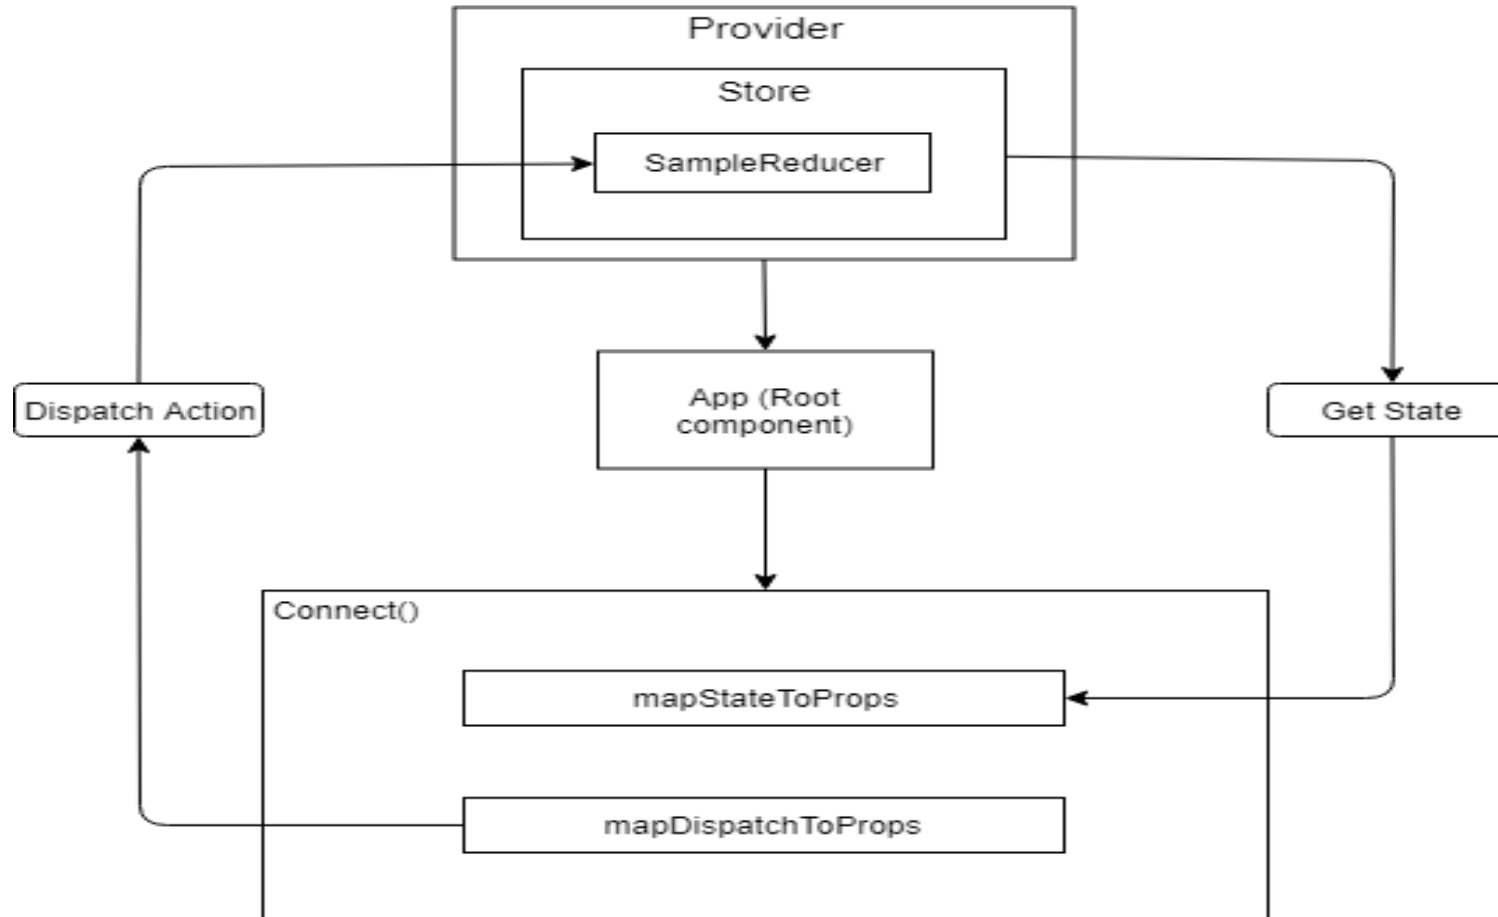 Provider
Store
SampleReducer
App (Root
component)
Dispatch Action
Get State
Connect()
mapStateToProps
mapDispatchToProps